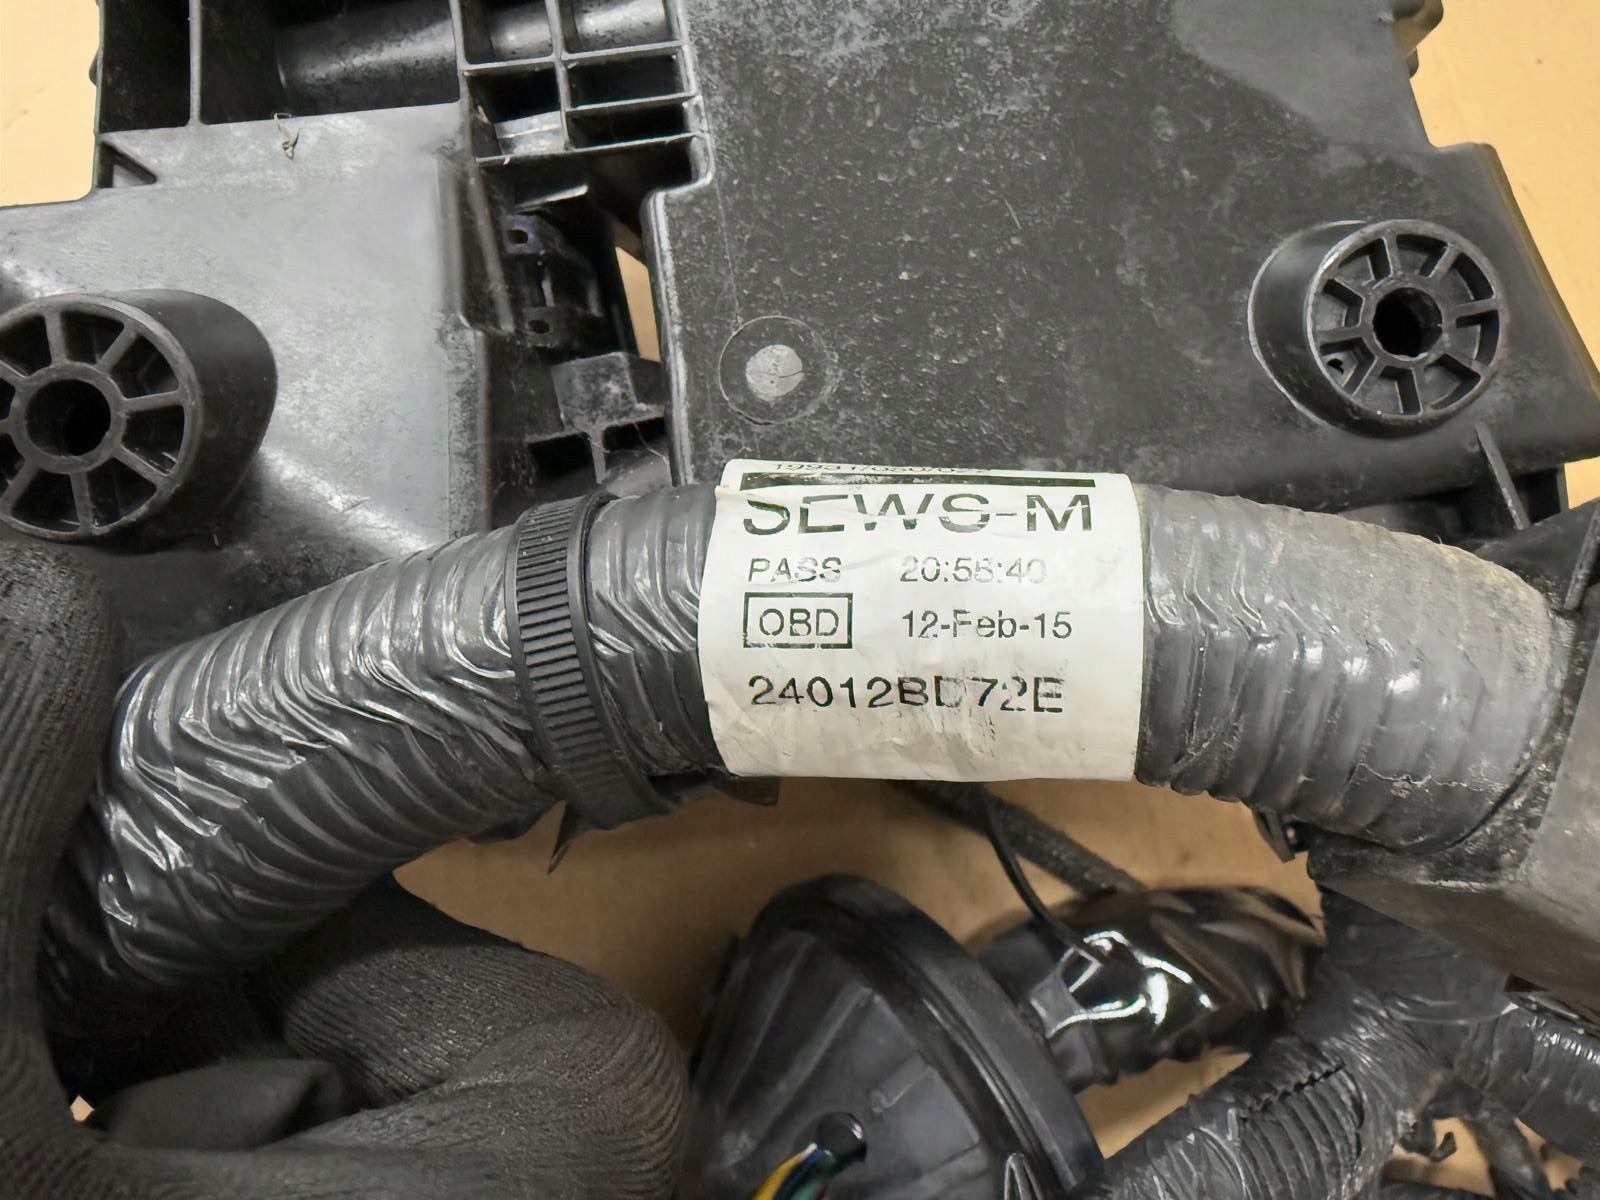 SEWS-M
PASS 20:58:40
OBD 12-Feb-15
24012BD72E